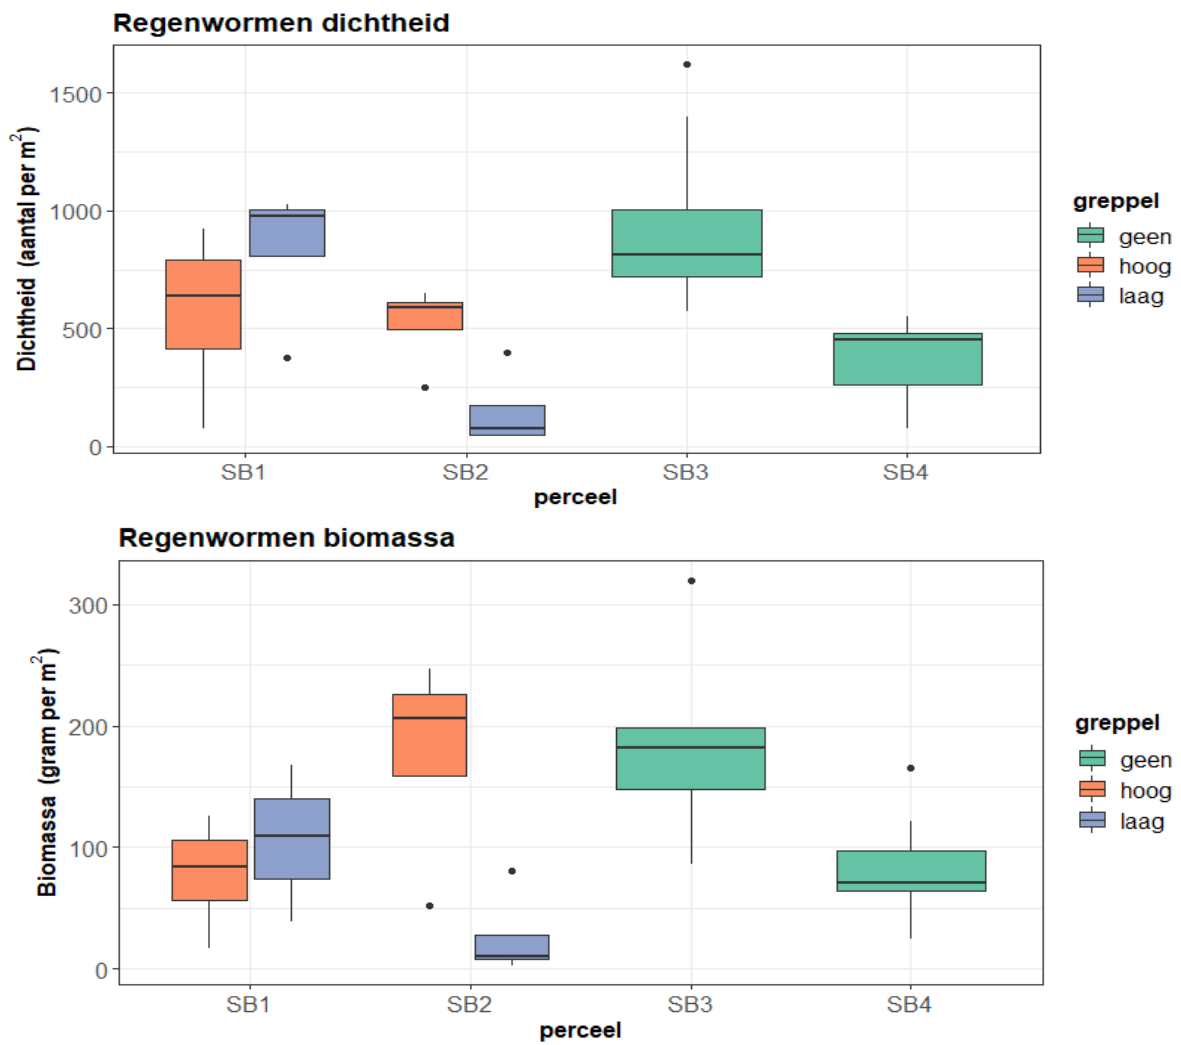 Regenwormen dichtheid
Dichtheid (aantal per m²)
1500
1000
500
0
SB1 SB2 SB3 SB4
perceel
greppel
geen
hoog
laag
Regenwormen biomassa
Biomassa (gram per m²)
300
200
100
0
SB1 SB2 SB3 SB4
perceel
greppel
geen
hoog
laag